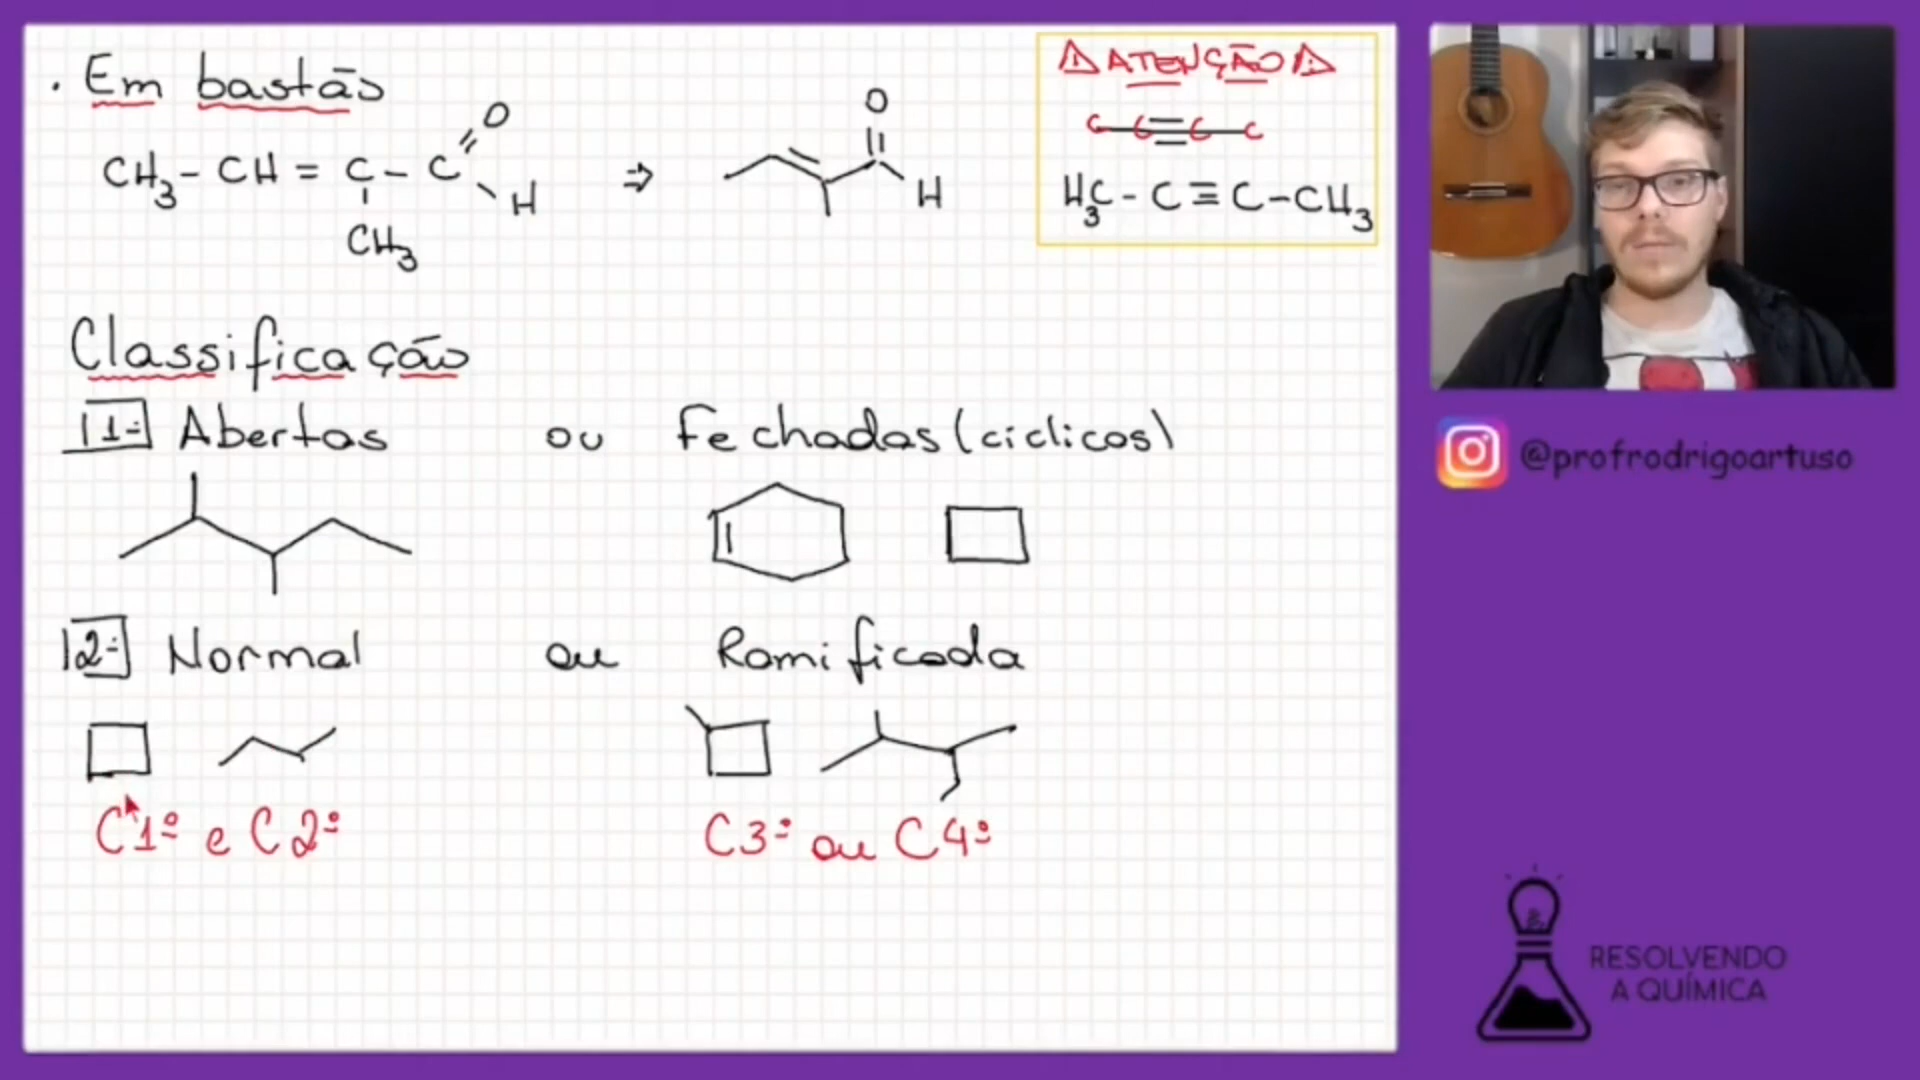 . Em bastão
CH3 - CH = C - C
O
H
CH3
⇒
O
H
⚠ ATENÇÃO ⚠
C C C C
H3C - C ≡ C - CH3
Classificação
1- Abertas ou Fechadas (cíclicos)
2- Normal ou Ramificada
C1º e C2º
C3º ou C4º
@profrodrigoartuso
RESOLVENDO
A QUÍMICA